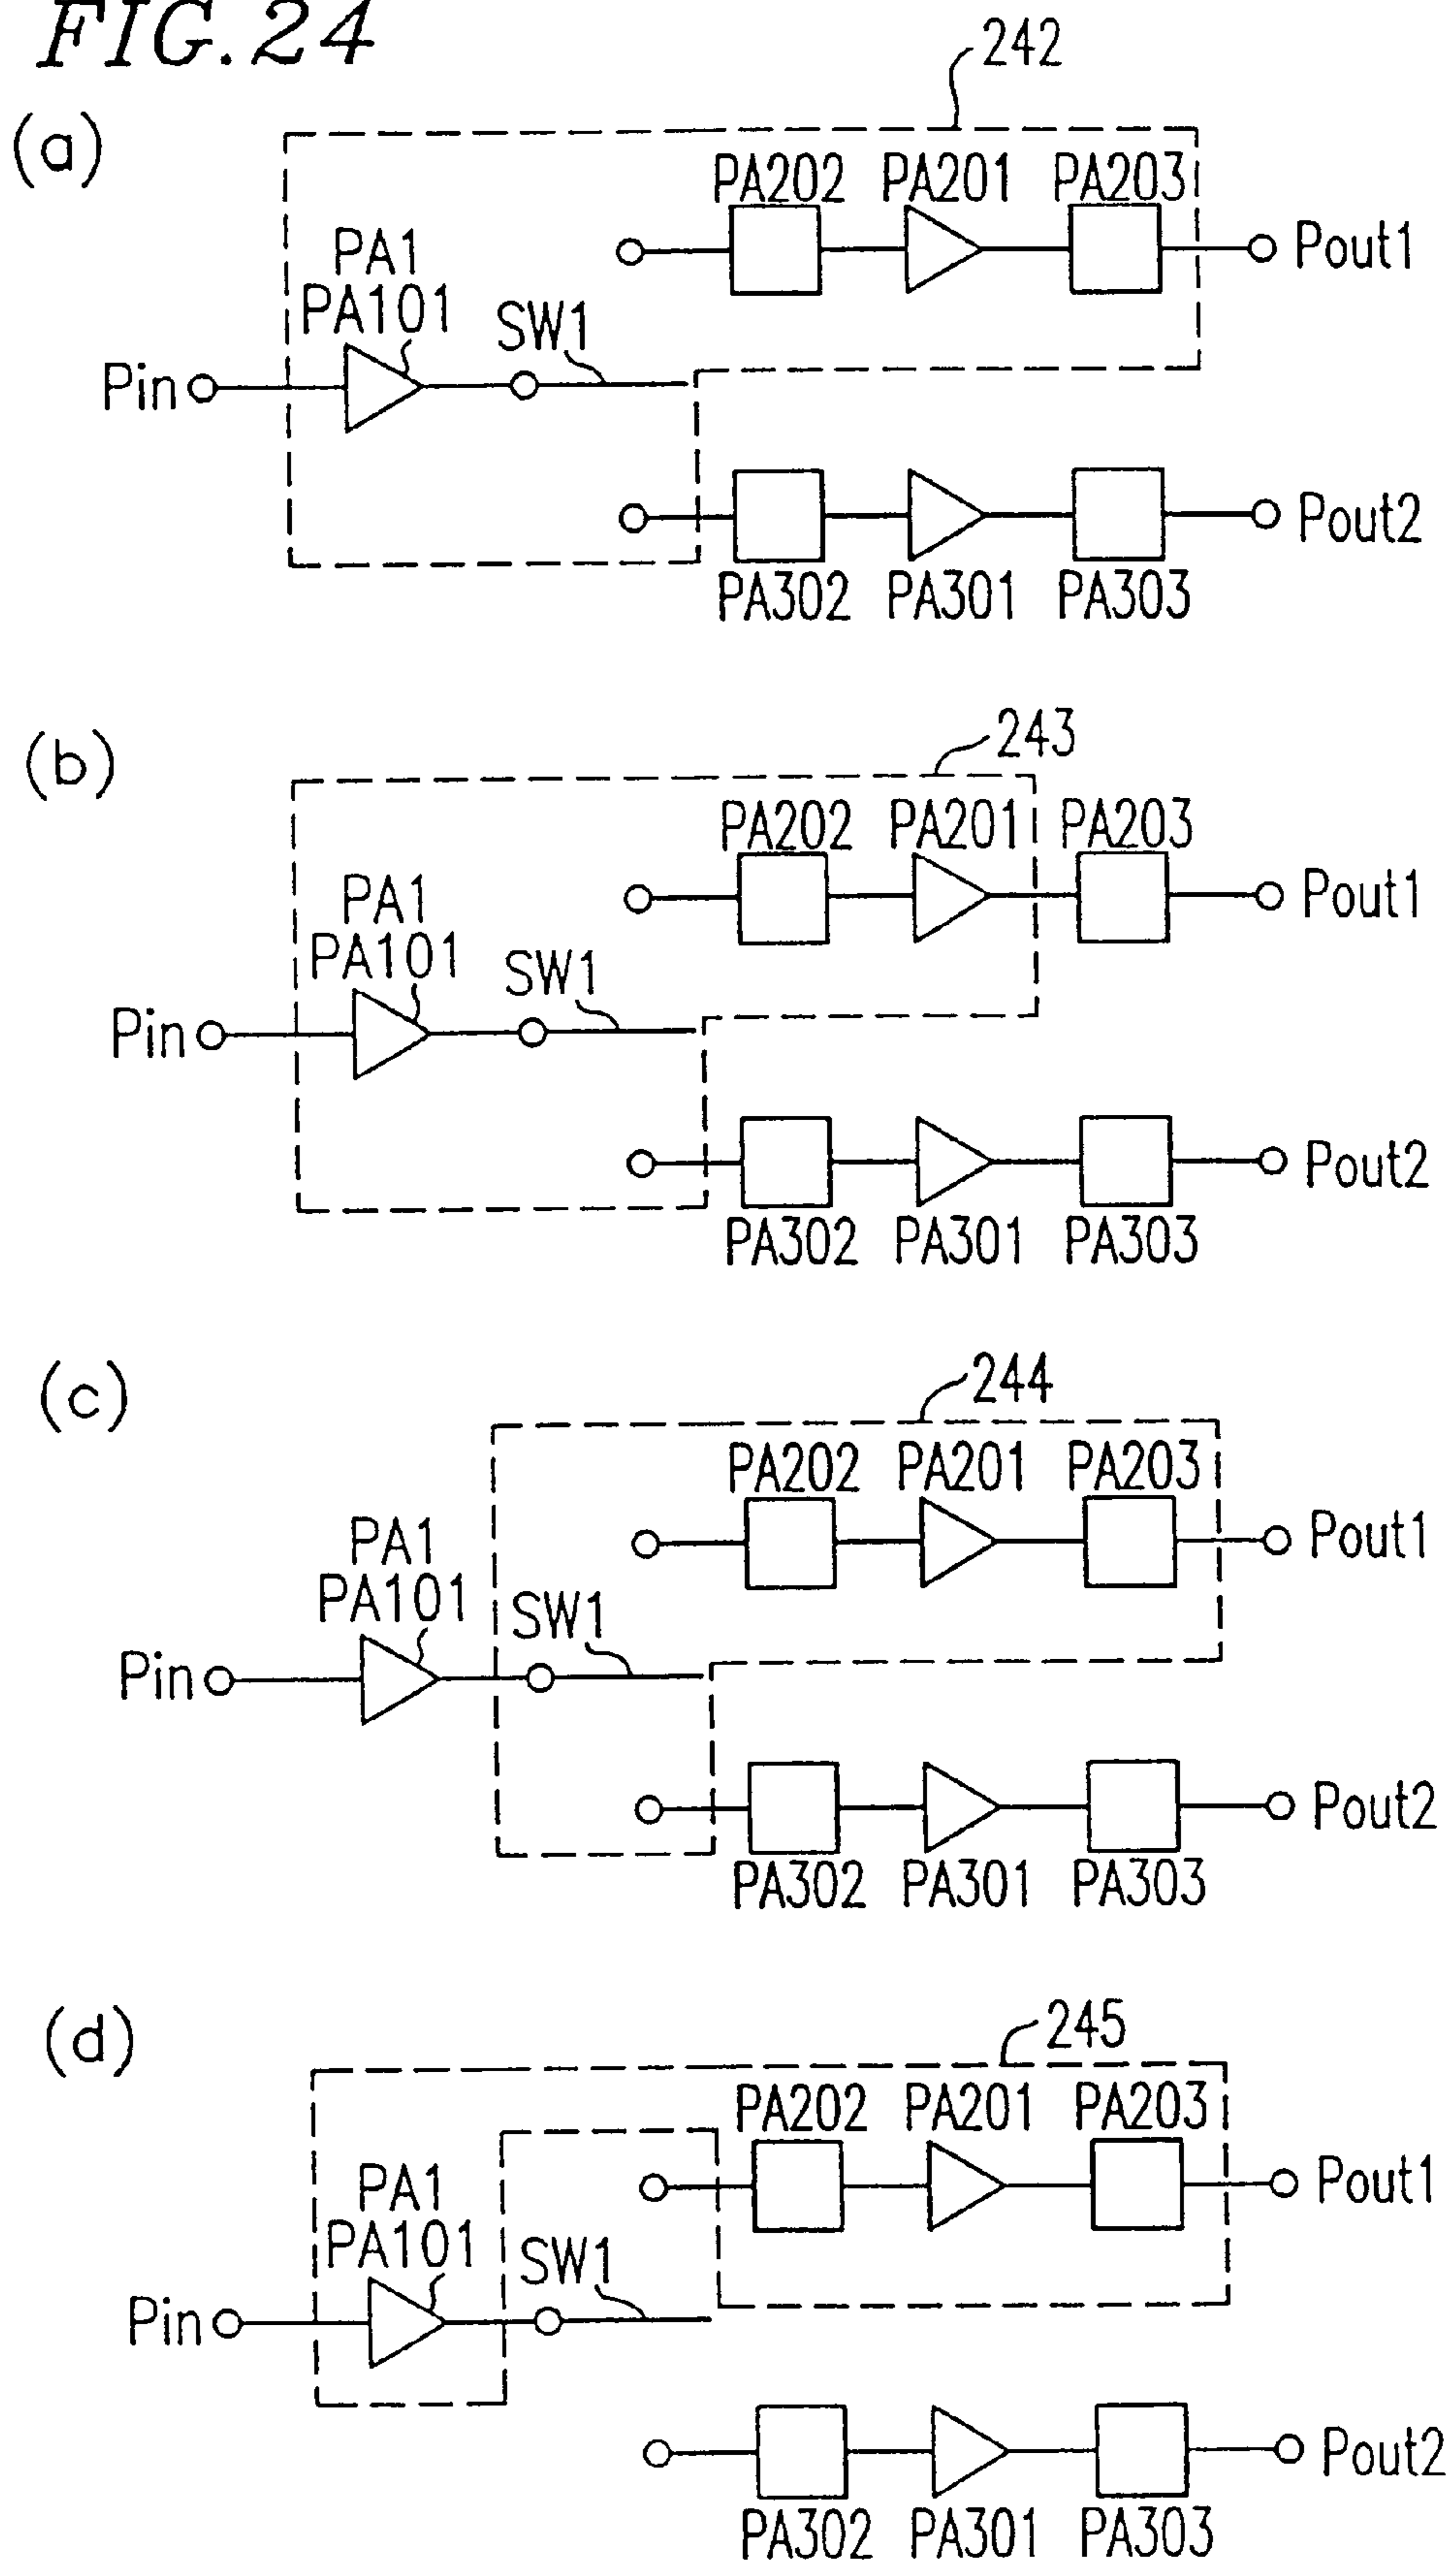 FIG. 24
242
(a)
PA202 PA201 PA203
Pout1
PA1
PA101
SW1
Pin
Pout2
PA302 PA301 PA303
243
(b)
PA202 PA201 PA203
Pout1
PA1
PA101
SW1
Pin
Pout2
PA302 PA301 PA303
244
(c)
PA202 PA201 PA203
Pout1
PA1
PA101
SW1
Pin
Pout2
PA302 PA301 PA303
245
(d)
PA202 PA201 PA203
Pout1
PA1
PA101
SW1
Pin
Pout2
PA302 PA301 PA303